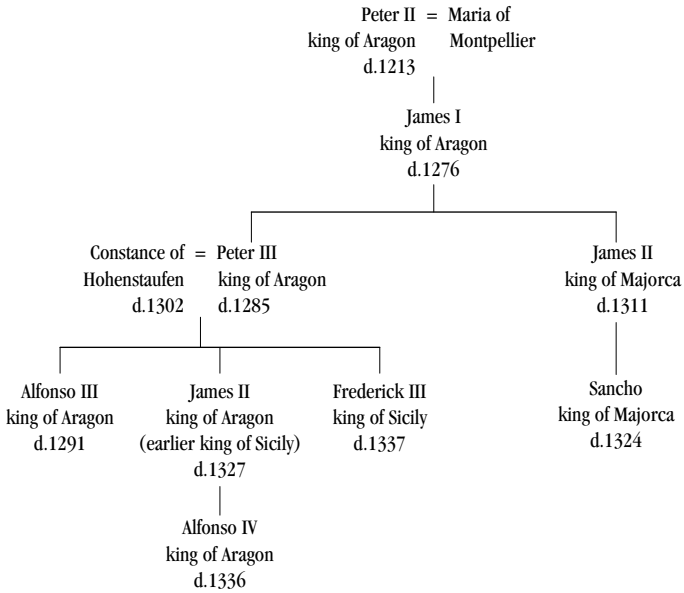 Peter II = Maria of
king of Aragon Montpellier
d.1213
James I
king of Aragon
d.1276
Constance of = Peter III
Hohenstaufen king of Aragon
d.1302 d.1285
James II
king of Majorca
d.1311
Alfonso III
king of Aragon
d.1291
James II
king of Aragon
(earlier king of Sicily)
d.1327
Frederick III
king of Sicily
d.1337
Sancho
king of Majorca
d.1324
Alfonso IV
king of Aragon
d.1336